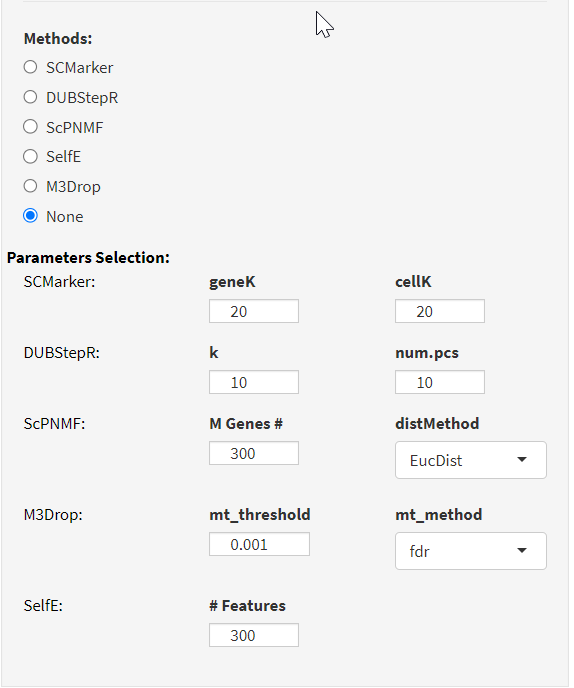 Methods:
SCMarker
DUBStepR
ScPNMF
SelfE
M3Drop
None
Parameters Selection:
SCMarker: geneK cellK
20 20
DUBStepR: k num.pcs
10 10
ScPNMF: M Genes # distMethod
300 EucDist
M3Drop: mt_threshold mt_method
0.001 fdr
SelfE: # Features
300